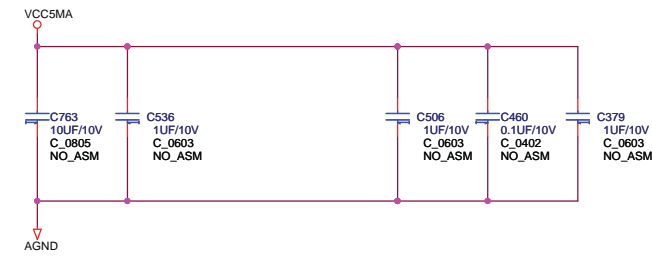 VCC5MA
C763
10UF/10V
C_0805
NO_ASM
C536
1UF/10V
C_0603
NO_ASM
C506
1UF/10V
C_0603
NO_ASM
C460
0.1UF/10V
C_0402
NO_ASM
C379
1UF/10V
C_0603
NO_ASM
AGND